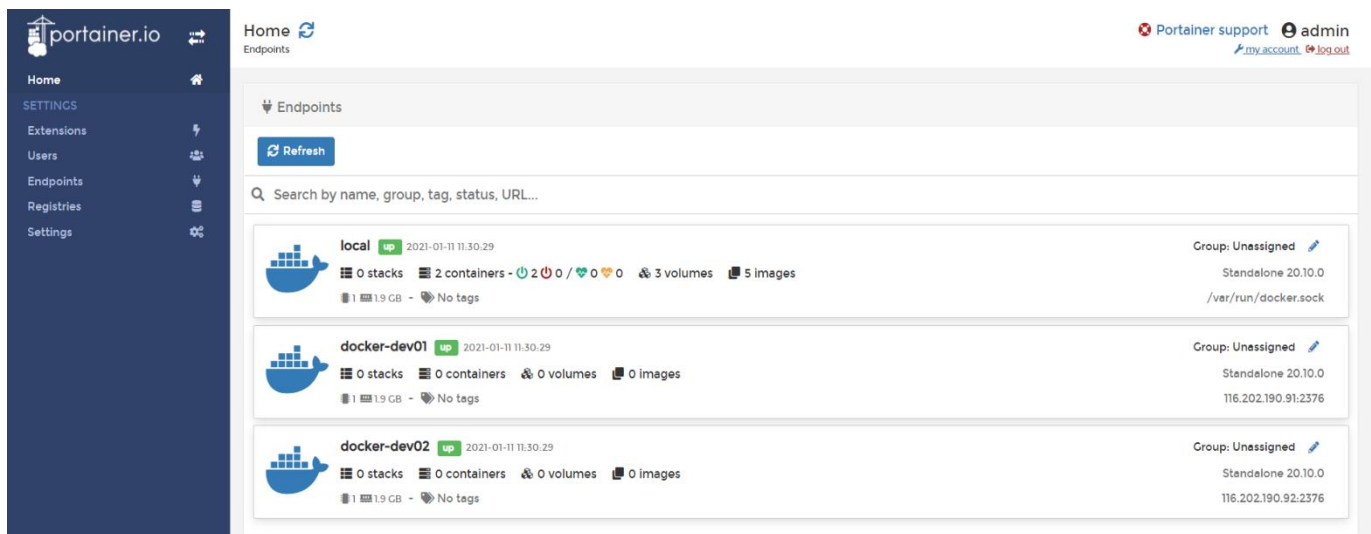 portainer.io
Home
SETTINGS
Extensions
Users
Endpoints
Registries
Settings
Home
Endpoints
Portainer support admin
my account log out
Endpoints
Refresh
Search by name, group, tag, status, URL...
local up 2021-01-11 11:30:29 Group: Unassigned
0 stacks 2 containers - 2 0 / 0 0 3 volumes 5 images Standalone 20.10.0
1 1.9 GB - No tags /var/run/docker.sock
docker-dev01 up 2021-01-11 11:30:29 Group: Unassigned
0 stacks 0 containers 0 volumes 0 images Standalone 20.10.0
1 1.9 GB - No tags 116.202.190.91:2376
docker-dev02 up 2021-01-11 11:30:29 Group: Unassigned
0 stacks 0 containers 0 volumes 0 images Standalone 20.10.0
1 1.9 GB - No tags 116.202.190.92:2376